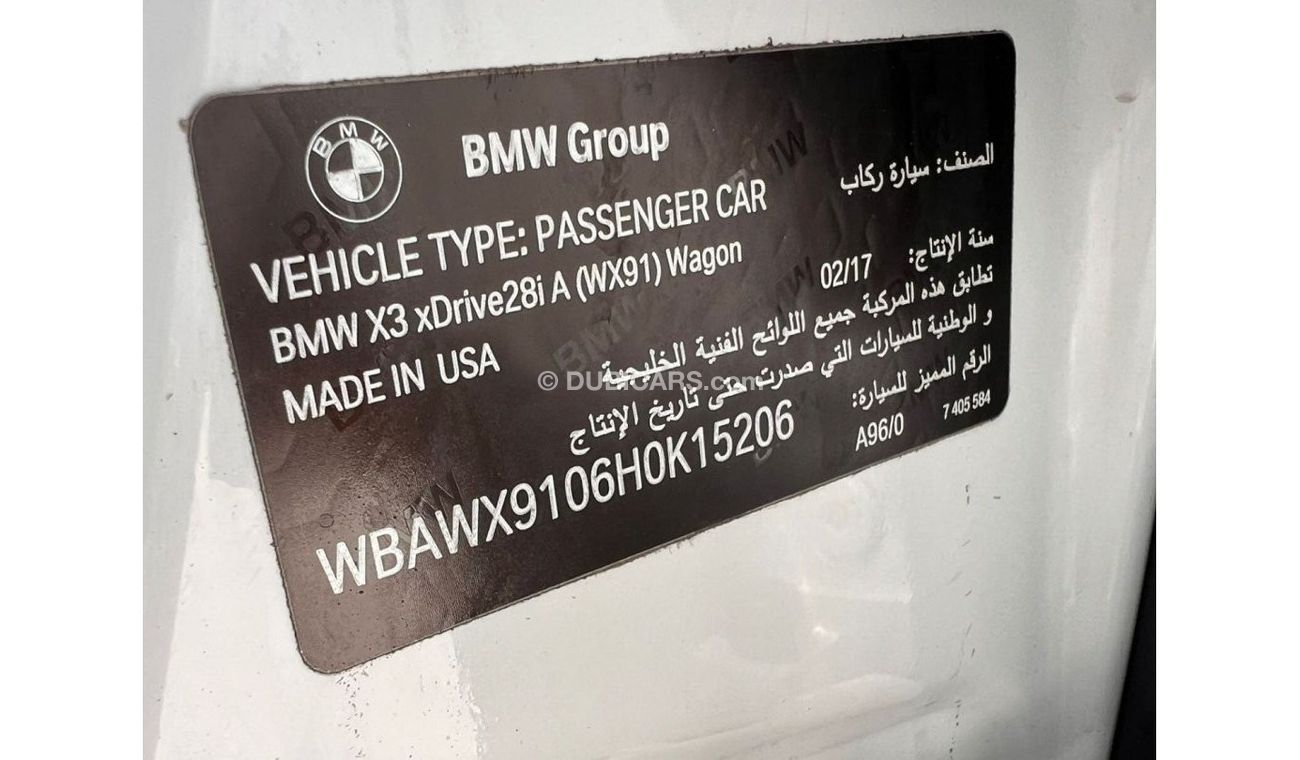 BMW
BMW Group
VEHICLE TYPE: PASSENGER CAR
الصنف: سيارة ركاب
BMW X3 xDrive28i A (WX91) Wagon
سنة الإنتاج: 02/17
MADE IN USA
تطابق هذه المركبة جميع اللوائح الفنية الخليجية
و الوطنية للسيارات التي صدرت حتى تاريخ الإنتاج
© DUBICARS.com
الرقم المميز للسيارة:
WBAWX9106H0K15206
A96/0
7 405 584